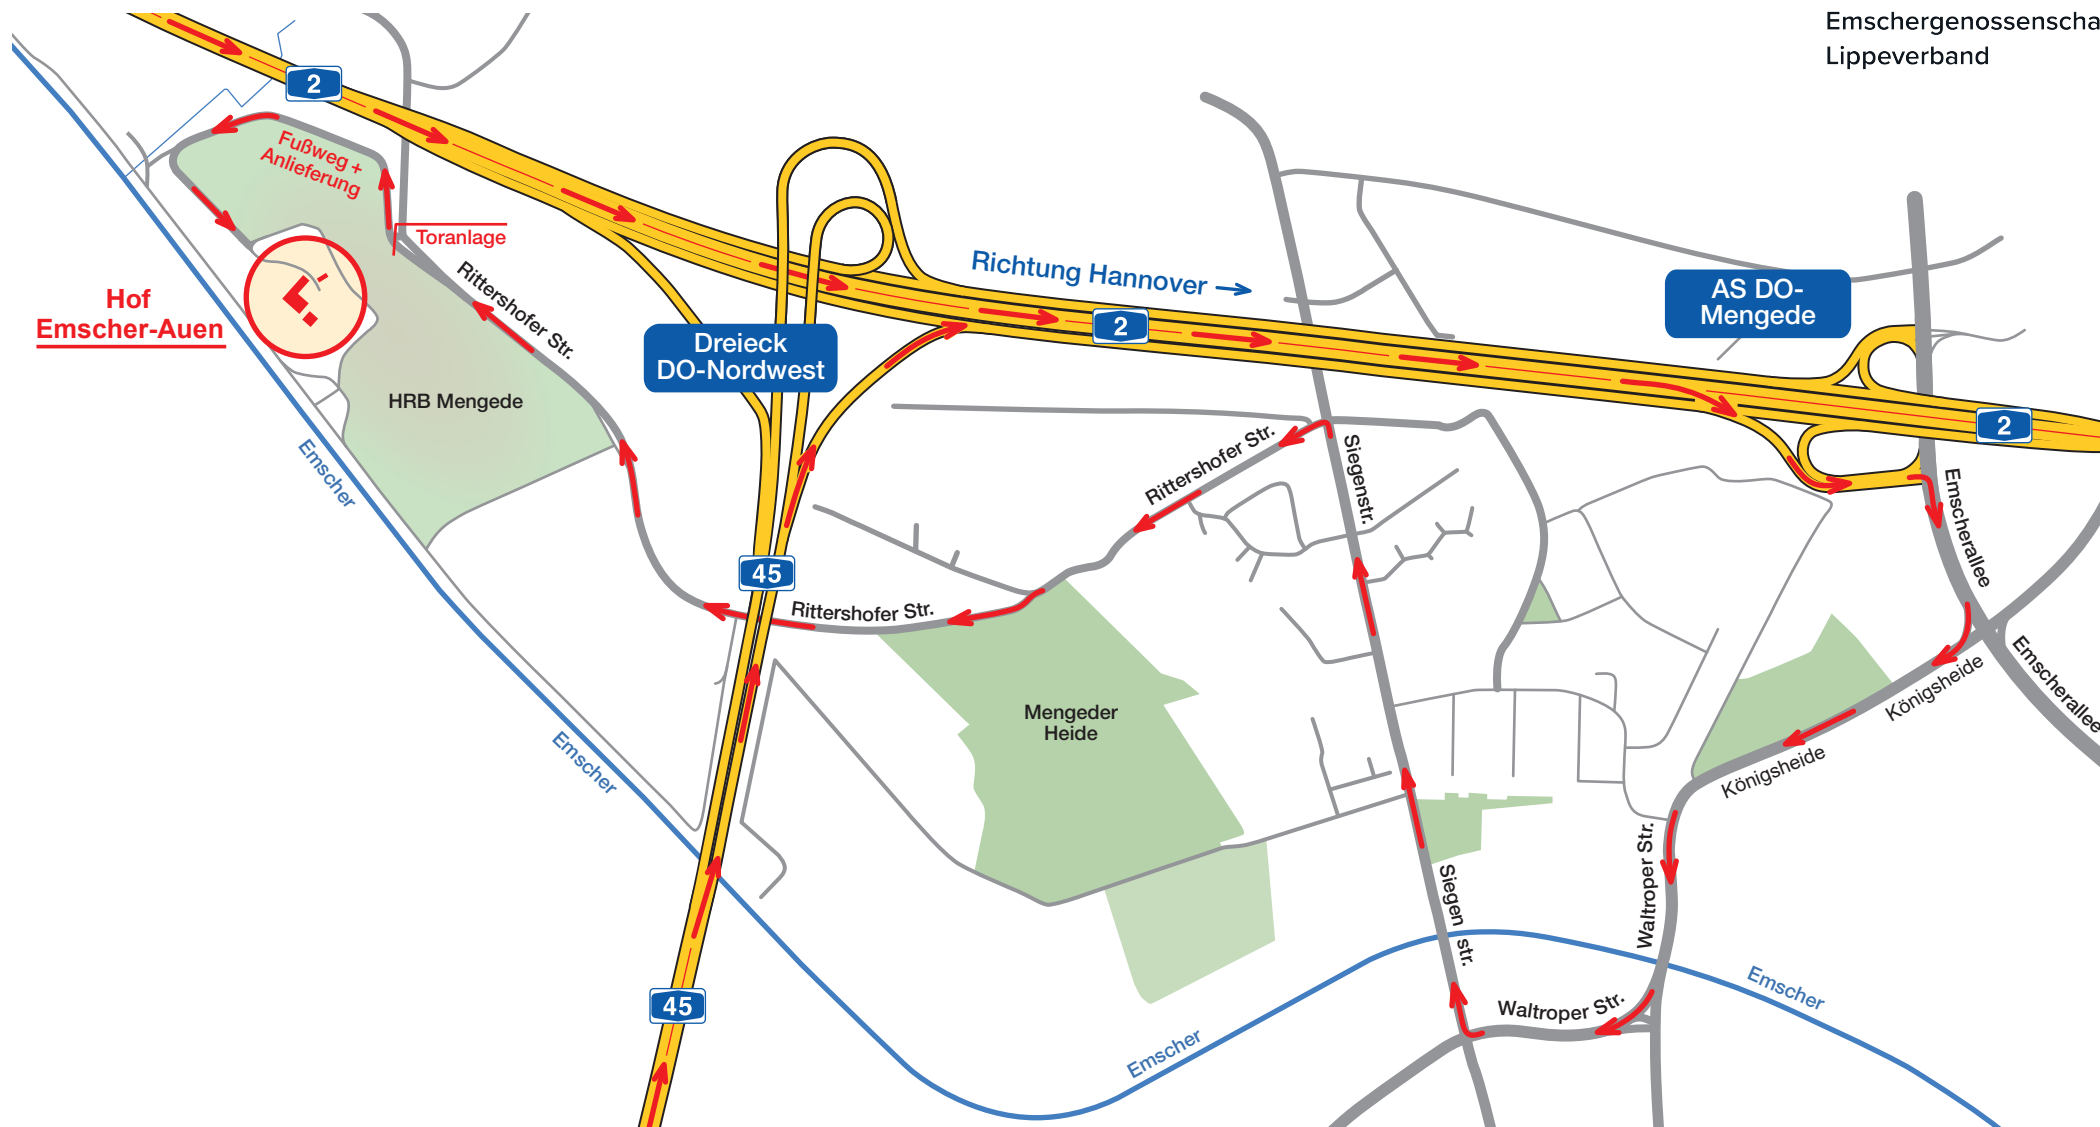 Emschergenossenscha
Lippeverband
2
Fußweg +
Anlieferung
Toranlage
Hof
Emscher-Auen
Rittershofer Str.
HRB Mengede
Emscher
Dreieck
DO-Nordwest
Richtung Hannover
2
AS DO-
Mengede
2
Rittershofer Str.
Siegenstr.
Emscherallee
45
Rittershofer Str.
Emscherallee
Königsheide
Königsheide
Mengeder
Heide
Emscher
Waltroper Str.
Siegen str.
45
Waltroper Str.
Emscher
Emscher